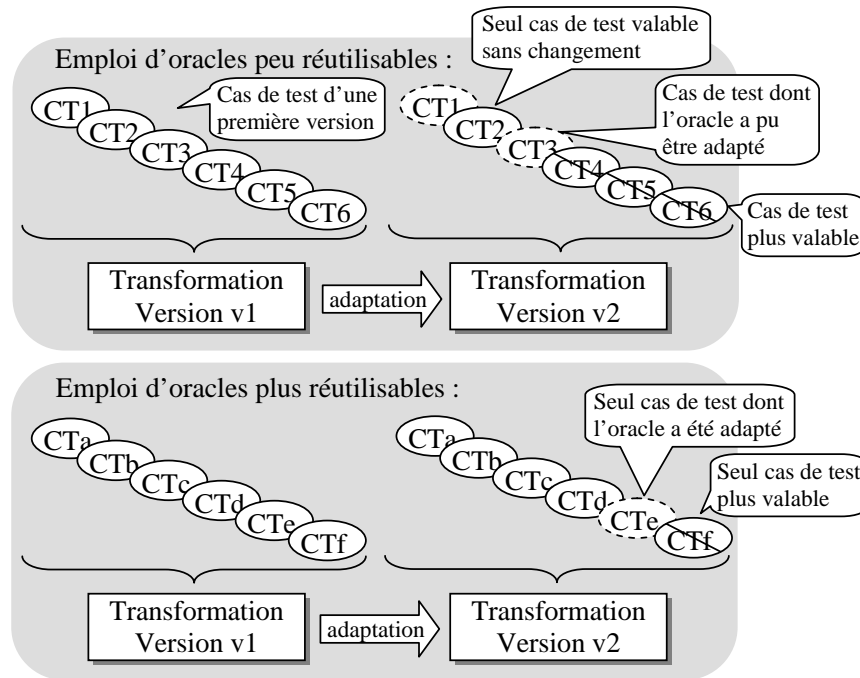 Emploi d'oracles peu réutilisables :
Seul cas de test valable
sans changement
CT1
CT2
CT3
CT4
CT5
CT6
Cas de test d'une
première version
CT1
CT2
CT3
CT4
CT5
CT6
Cas de test dont
l'oracle a pu
être adapté
Cas de test
plus valable
Transformation
Version v1
adaptation
Transformation
Version v2
Emploi d'oracles plus réutilisables :
CTa
CTb
CTc
CTd
CTe
CTf
CTa
CTb
CTc
CTd
CTe
CTf
Seul cas de test dont
l'oracle a été adapté
Seul cas de test
plus valable
Transformation
Version v1
adaptation
Transformation
Version v2